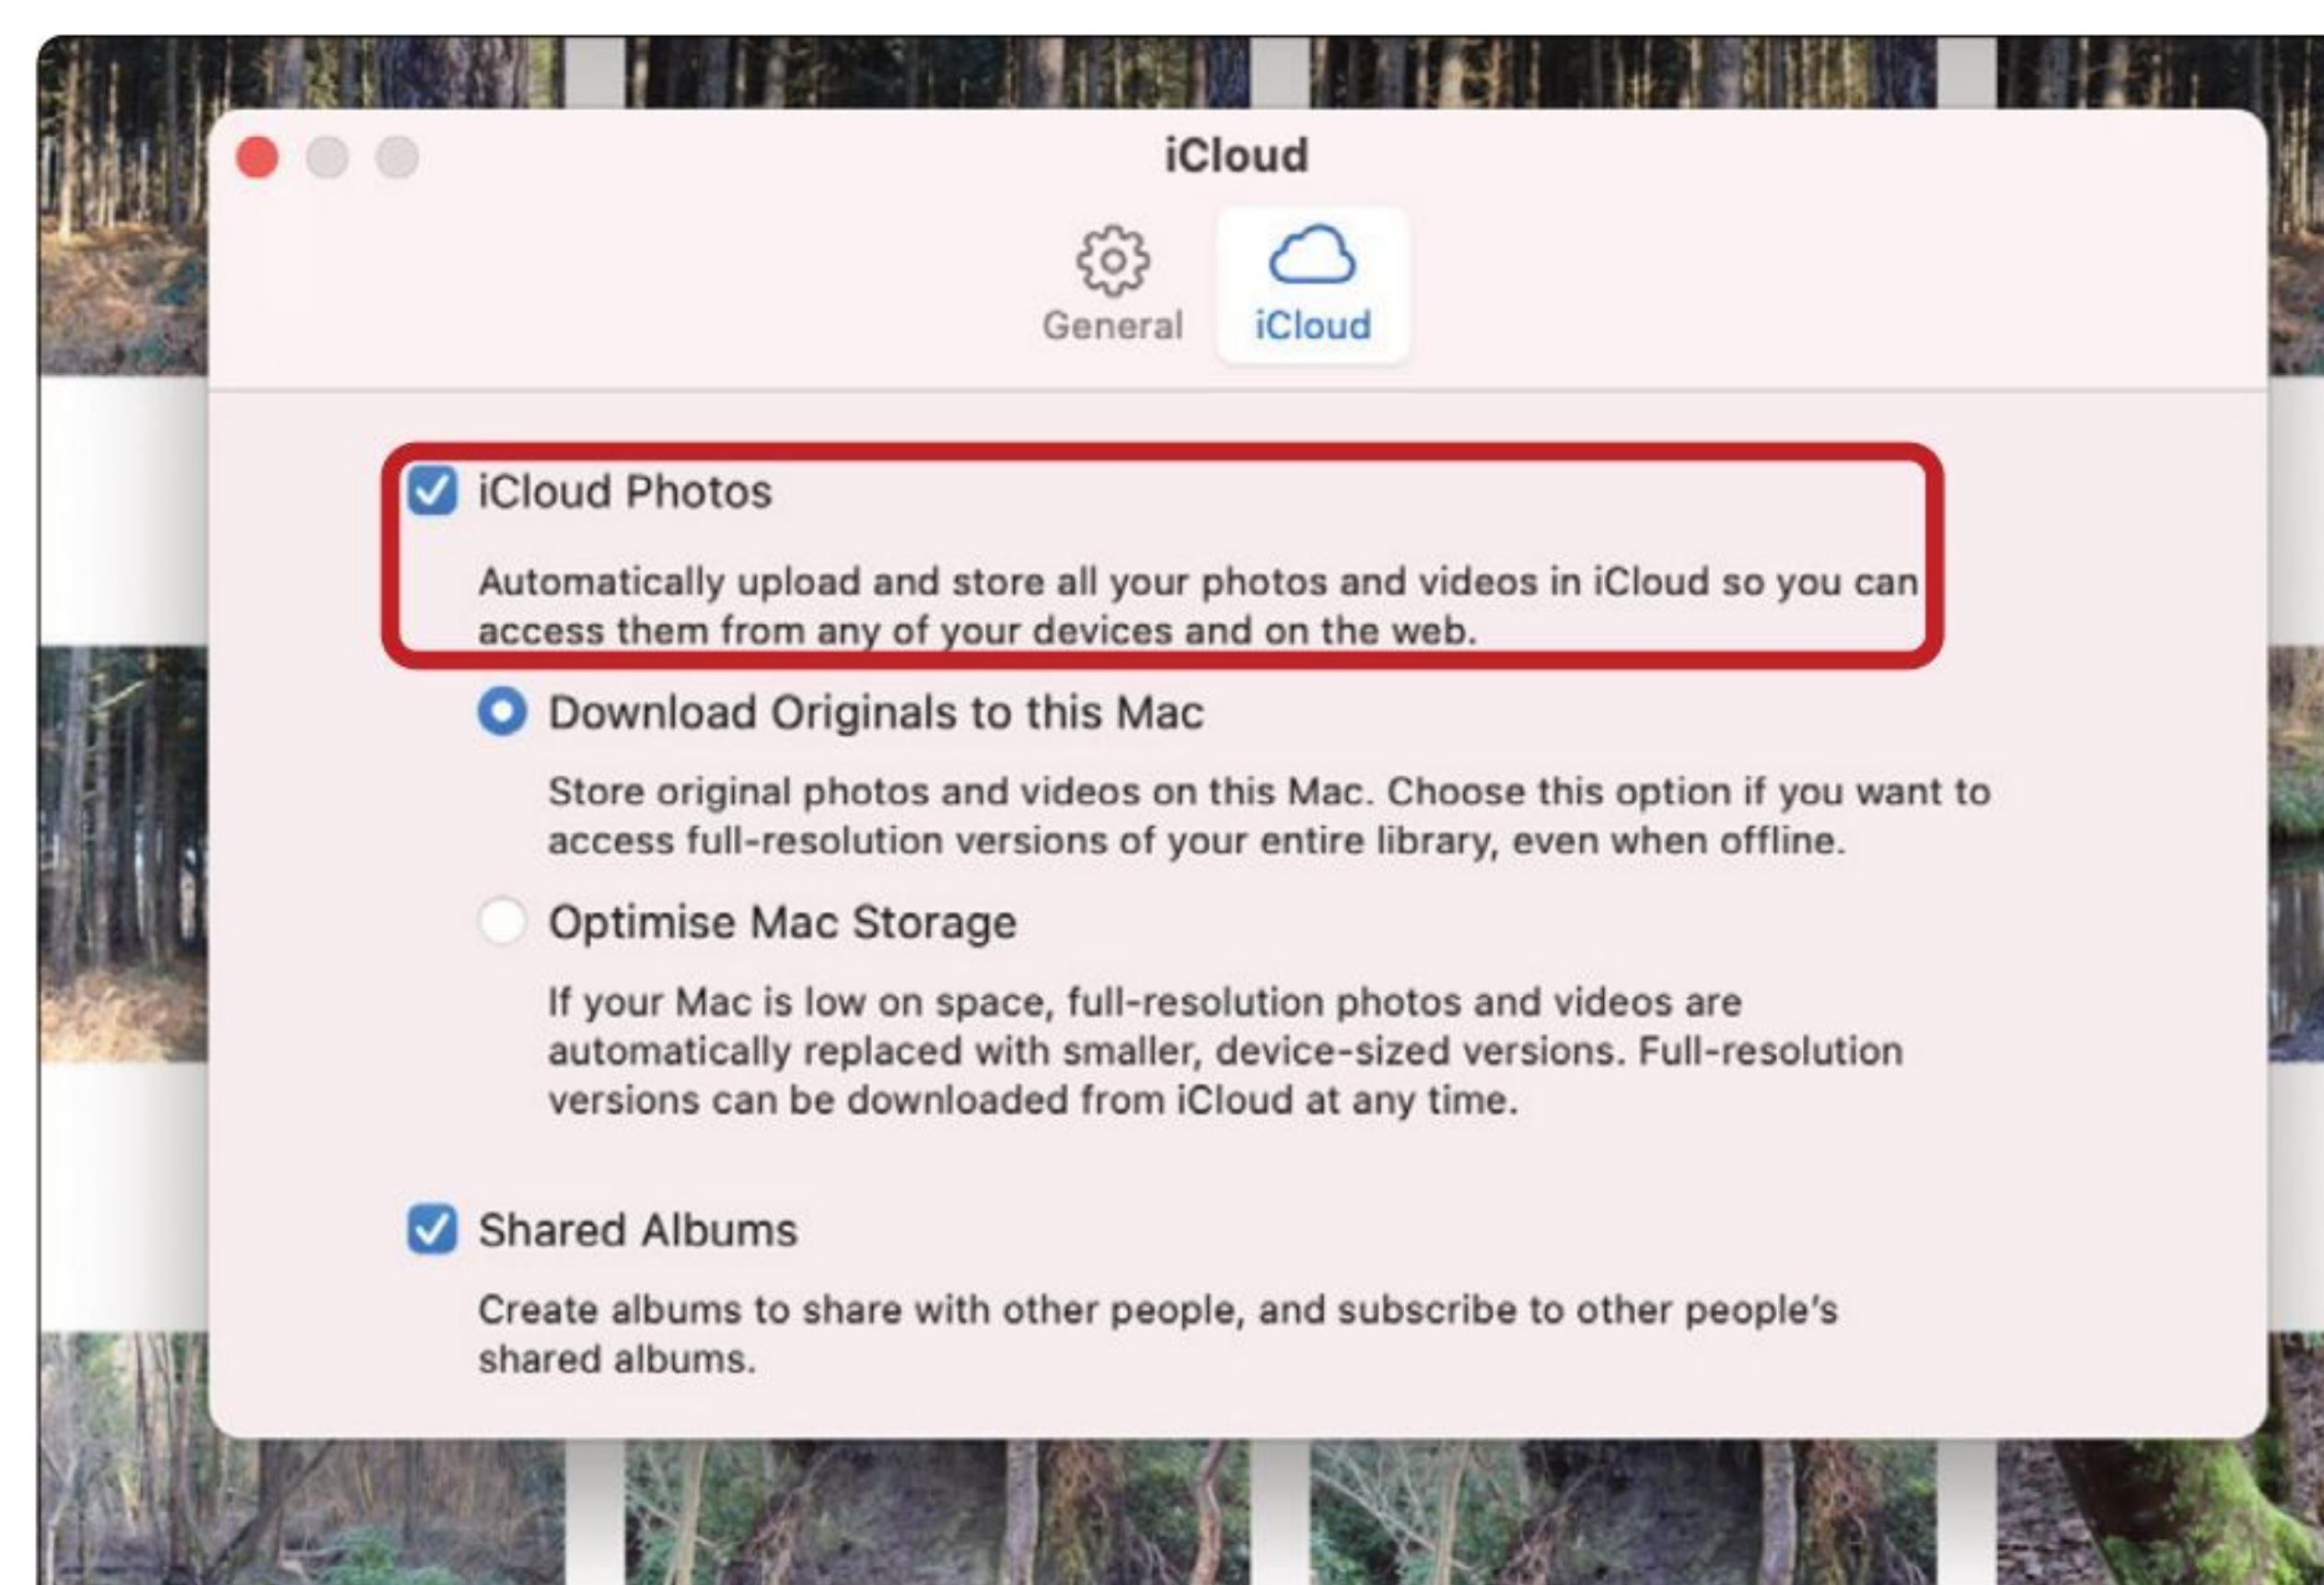 iCloud
General
iCloud
iCloud Photos
Automatically upload and store all your photos and videos in iCloud so you can
access them from any of your devices and on the web.
Download Originals to this Mac
Store original photos and videos on this Mac. Choose this option if you want to
access full-resolution versions of your entire library, even when offline.
Optimise Mac Storage
If your Mac is low on space, full-resolution photos and videos are
automatically replaced with smaller, device-sized versions. Full-resolution
versions can be downloaded from iCloud at any time.
Shared Albums
Create albums to share with other people, and subscribe to other people's
shared albums.